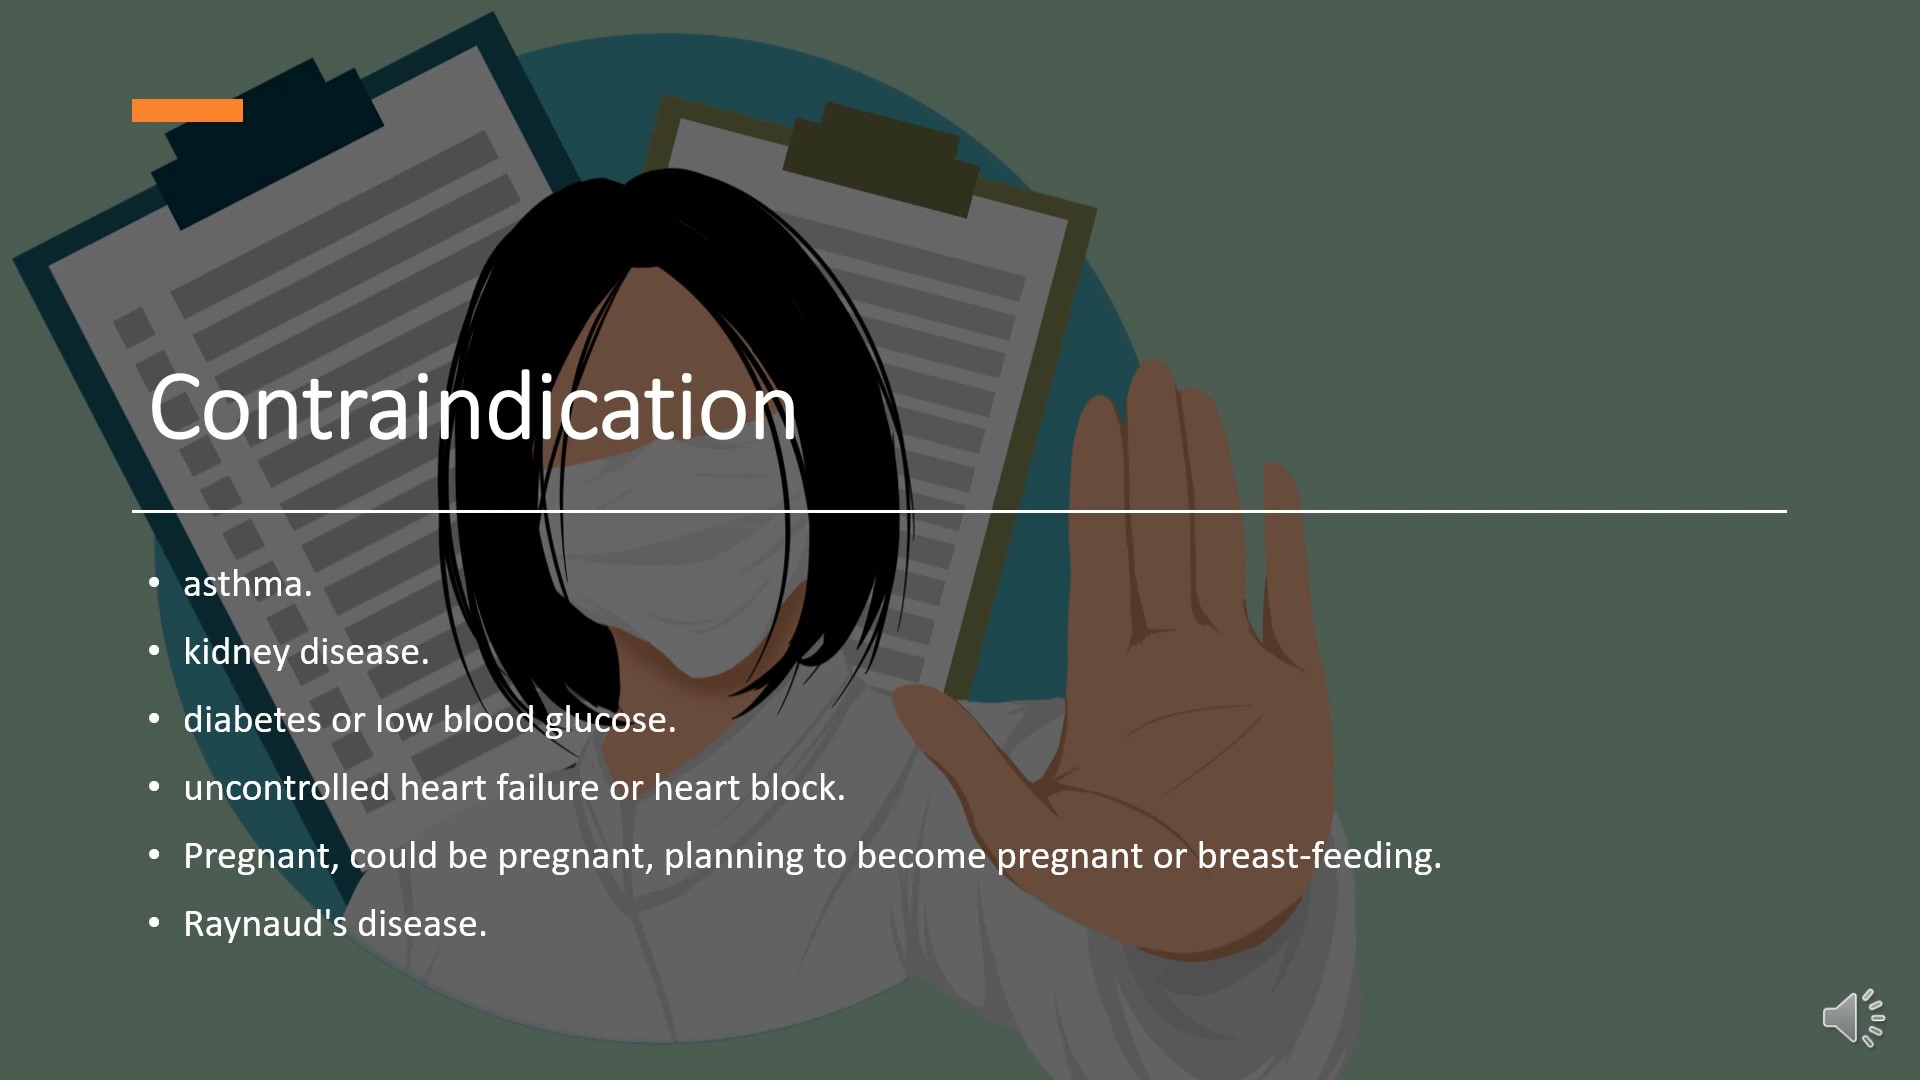 Contraindication
• asthma.
• kidney disease.
• diabetes or low blood glucose.
• uncontrolled heart failure or heart block.
• Pregnant, could be pregnant, planning to become pregnant or breast-feeding.
• Raynaud's disease.